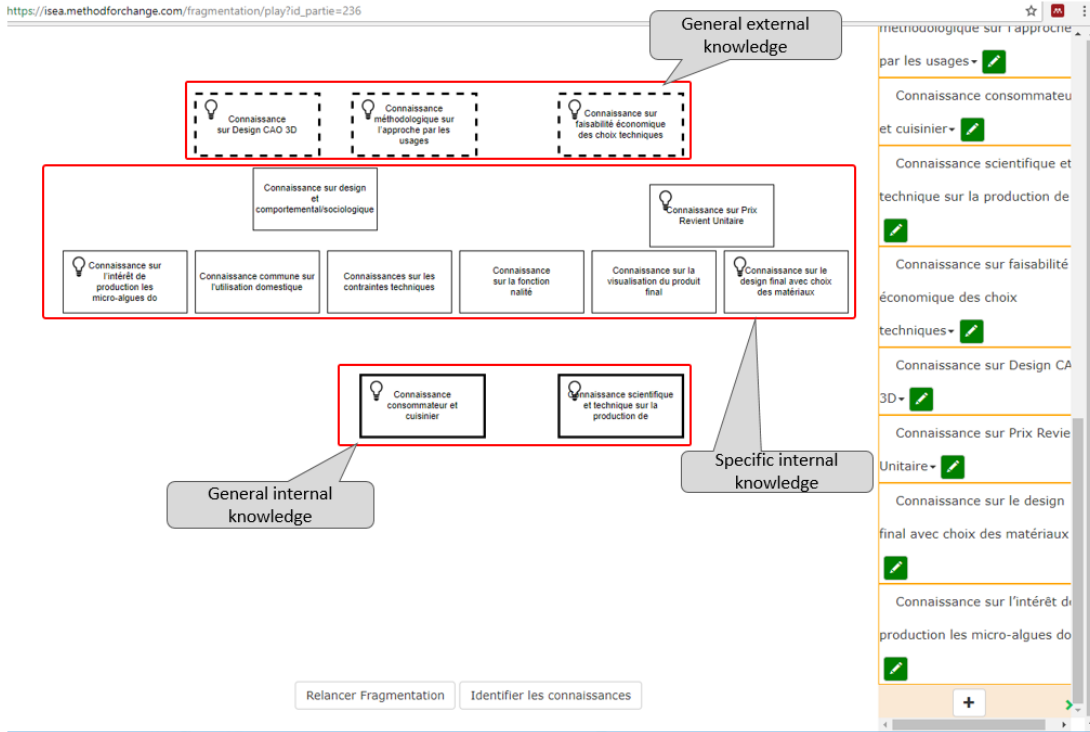 https://isea.methodforchange.com/fragmentation/play?id_partie=236
General external
knowledge
Connaissance
sur Design CAO 3D
Connaissance
méthodologique sur
l'approche par les
usages
Connaissance sur
faisabilité économique
des choix techniques
Connaissance sur design
et
comportemental/sociologique
Connaissance sur Prix
Revient Unitaire
Connaissance sur
l'intérêt de
production les
micro-algues do
Connaissance commune sur
l'utilisation domestique
Connaissances sur les
contraintes techniques
Connaissance
sur la fonction
nalité
Connaissance sur la
visualisation du produit
final
Connaissance sur le
design final avec choix
des matériaux
Connaissance
consommateur et
cuisinier
Connaissance scientifique
et technique sur la
production de
General internal
knowledge
Specific internal
knowledge
Relancer Fragmentation
Identifier les connaissances
méthodologique sur l'approche
par les usages
Connaissance consommateu
et cuisinier
Connaissance scientifique et
technique sur la production de
Connaissance sur faisabilité
économique des choix
techniques
Connaissance sur Design CA
3D
Connaissance sur Prix Revie
Unitaire
Connaissance sur le design
final avec choix des matériaux
Connaissance sur l'intérêt de
production les micro-algues do
+